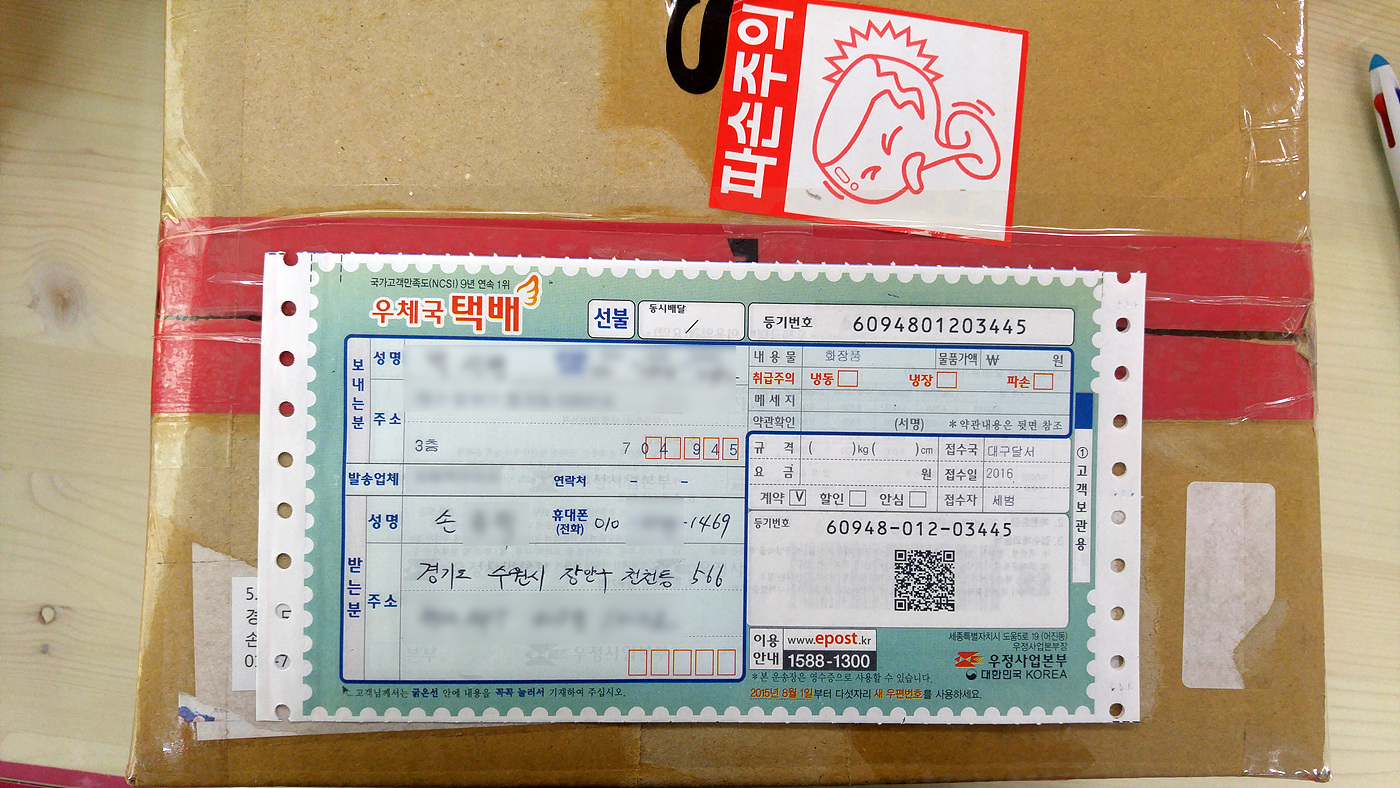 파손주의
국가고객만족도(NCSI) 9년 연속 1위
우체국 택배
선불
동시배달
/
등기번호 6094801203445
보내는분
성명
주소
3층 704945
발송업체 연락처 - -
받는분
성명 손 휴대폰 (전화) 010 -1469
주소 경기도 수원시 장안구 천천동 566
내용물 화장품 물품가액 ₩ 원
취급주의 냉동 냉장 파손
메세지
약관확인 (서명) *약관내용은 뒷면 참조
규격 ( )kg ( )cm 접수국 대구달서
요금 원 접수일 2016
계약 V 할인 안심 접수자 세범
등기번호 60948-012-03445
① 고객보관용
이용안내 www.epost.kr
1588-1300
*본 운송장은 영수증으로 사용할 수 있습니다.
세종특별자치시 도움5로 19 (어진동)
우정사업본부장
우정사업본부
대한민국 KOREA
고객님께서는 굵은선 안에 내용을 꼭꼭 눌러서 기재하여 주십시오.
2015년 8월 1일부터 다섯자리 새 우편번호를 사용하세요.
5.
경
손